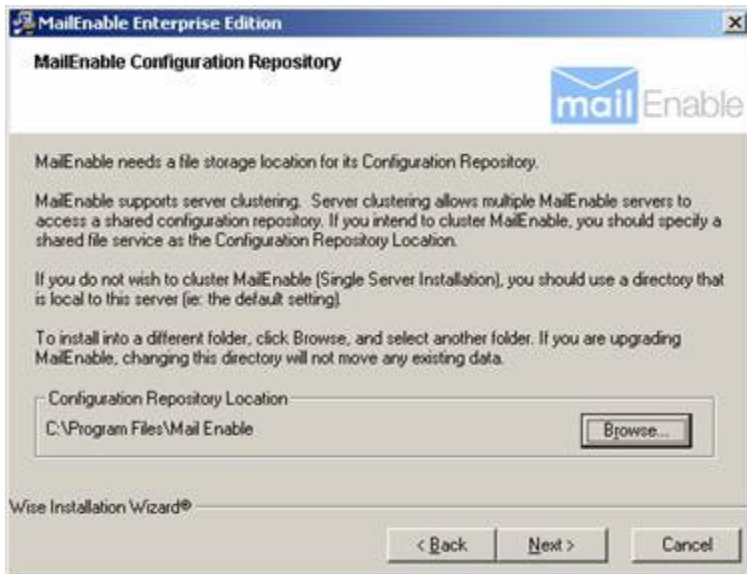 MailEnable Enterprise Edition
MailEnable Configuration Repository
mail Enable
MailEnable needs a file storage location for its Configuration Repository.
MailEnable supports server clustering. Server clustering allows multiple MailEnable servers to
access a shared configuration repository. If you intend to cluster MailEnable, you should specify a
shared file service as the Configuration Repository Location.
If you do not wish to cluster MailEnable (Single Server Installation), you should use a directory that
is local to this server (ie: the default setting).
To install into a different folder, click Browse, and select another folder. If you are upgrading
MailEnable, changing this directory will not move any existing data.
Configuration Repository Location
C:\Program Files\Mail Enable
Browse...
Wise Installation Wizard®
< Back
Next >
Cancel